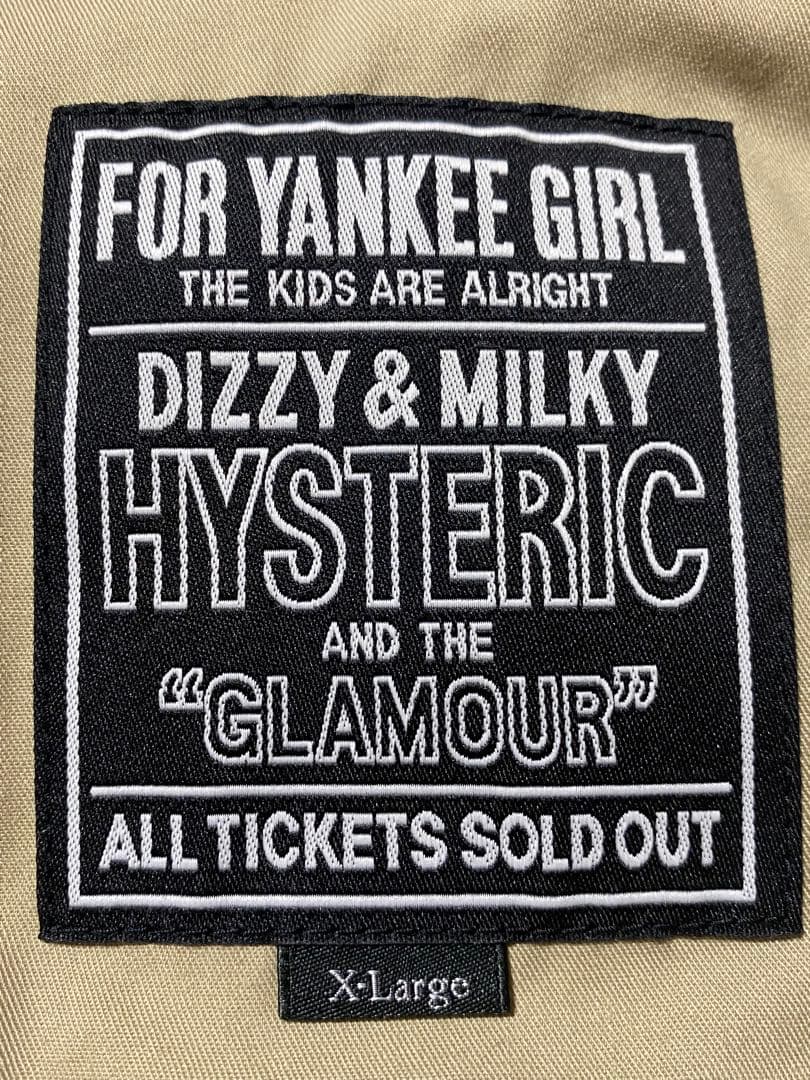 FOR YANKEE GIRL
THE KIDS ARE ALRIGHT
DIZZY & MILKY
HYSTERIC
AND THE
“GLAMOUR”
ALL TICKETS SOLD OUT
X-Large